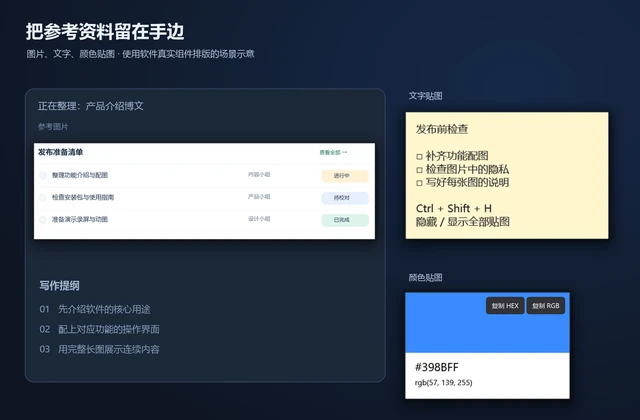 把参考资料留在手边
图片、文字、颜色贴图 · 使用软件真实组件排版的场景示意
正在整理：产品介绍博文
参考图片
发布准备清单
查看全部 →
整理功能介绍与配图 内容小组 进行中
检查安装包与使用指南 产品小组 待校对
准备演示录屏与动图 设计小组 已完成
写作提纲
01 先介绍软件的核心用途
02 配上对应功能的操作界面
03 用完整长图展示连续内容
文字贴图
发布前检查
□ 补齐功能配图
□ 检查图片中的隐私
□ 写好每张图的说明
Ctrl + Shift + H
隐藏 / 显示全部贴图
颜色贴图
复制 HEX 复制 RGB
#398BFF
rgb(57, 139, 255)